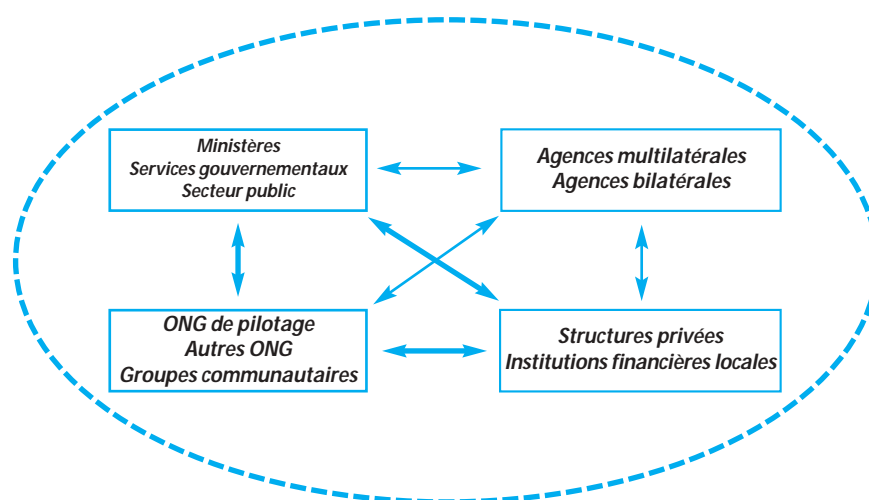 Ministères
Services gouvernementaux
Secteur public
Agences multilatérales
Agences bilatérales
ONG de pilotage
Autres ONG
Groupes communautaires
Structures privées
Institutions financières locales